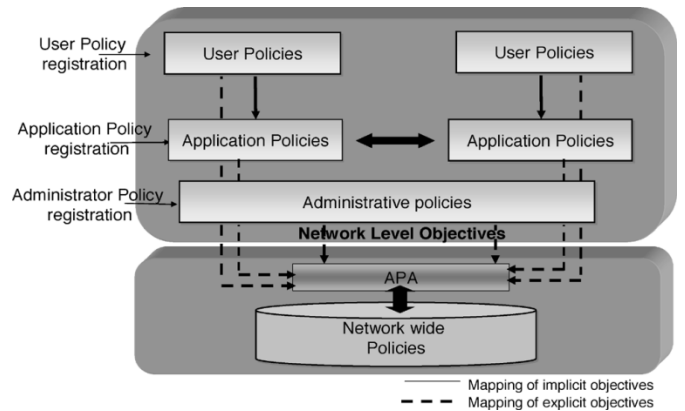 User Policy
registration
User Policies
User Policies
Application Policy
registration
Application Policies
Application Policies
Administrator Policy
registration
Administrative policies
Network Level Objectives
APA
Network wide
Policies
Mapping of implicit objectives
Mapping of explicit objectives